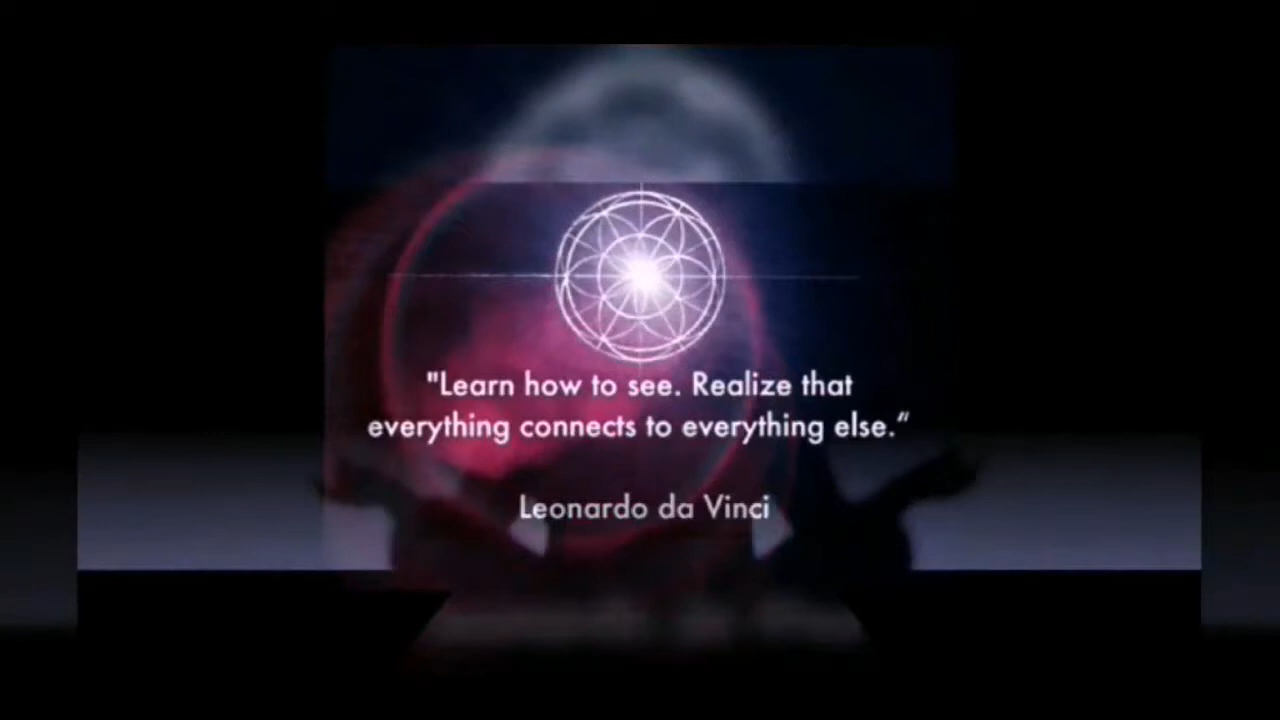 "Learn how to see. Realize that
everything connects to everything else.“
Leonardo da Vinci